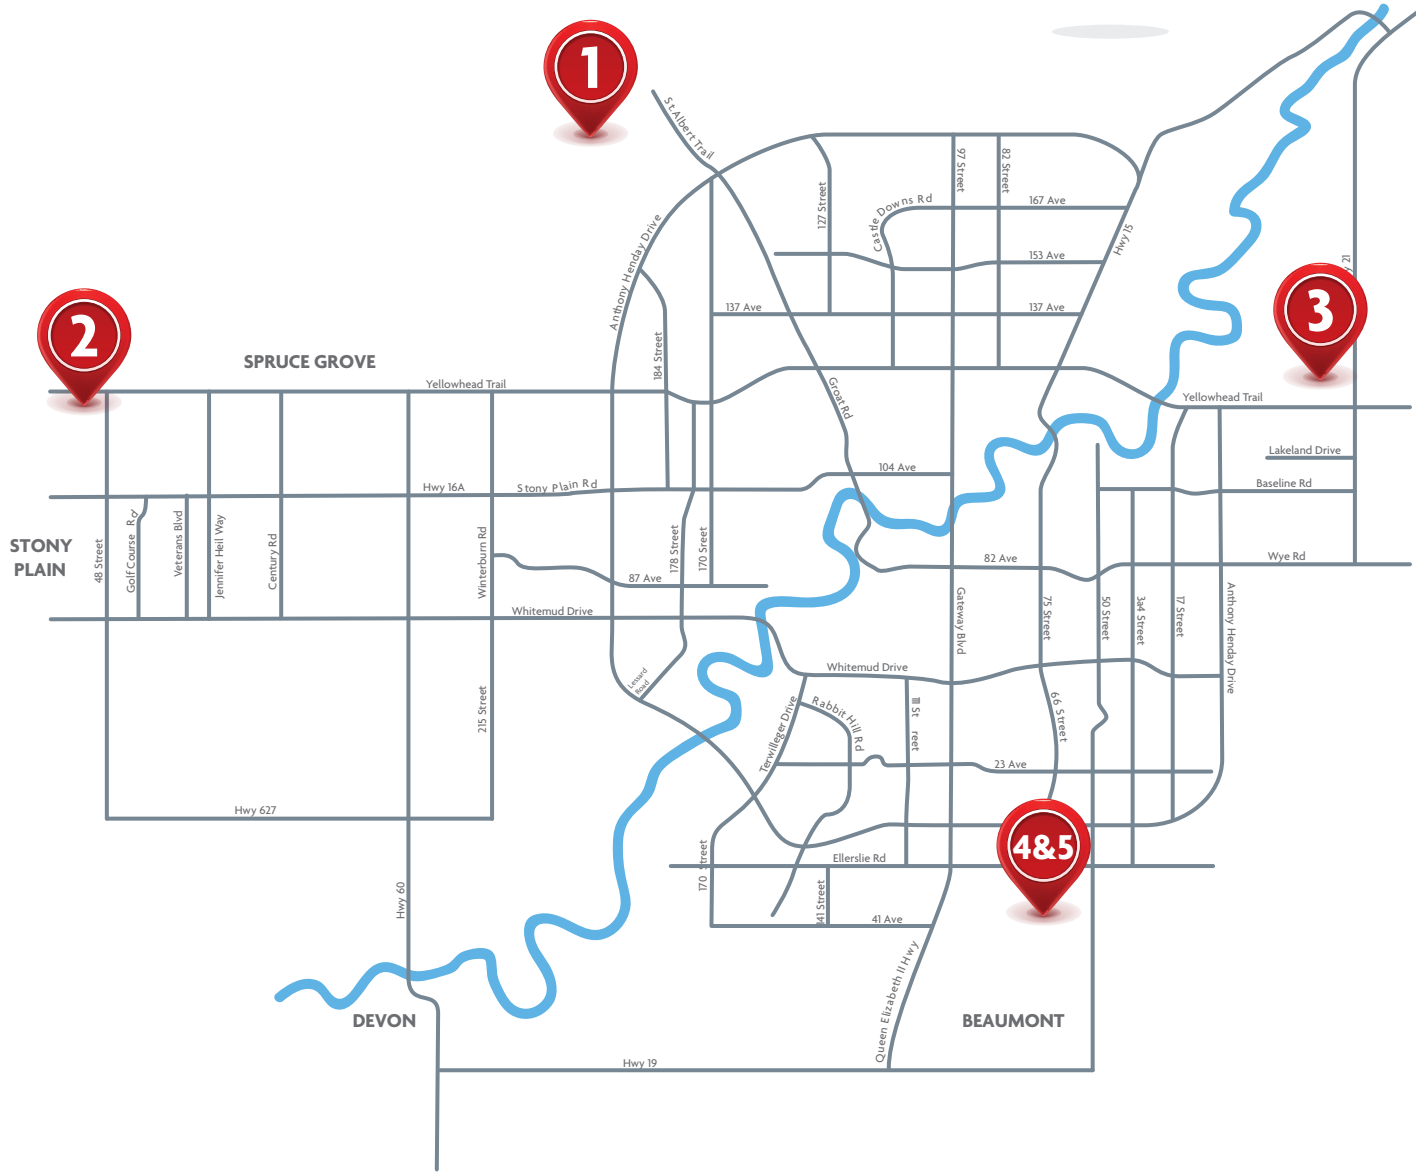 1
St.Albert Trail
97 Street
82 Street
127 Street
Castle Downs Rd
167 Ave
Hwy 15
Anthony Henday Drive
153 Ave
21
137 Ave
137 Ave
2
3
184 Street
SPRUCE GROVE
Yellowhead Trail
Groat Rd
Yellowhead Trail
Lakeland Drive
104 Ave
Hwy 16A
Stony Plain Rd
Baseline Rd
STONY
PLAIN
48 Street
Golf Course Rd
Veterans Blvd
Jennifer Heil Way
Century Rd
Winterburn Rd
178 Street
170 Sreet
82 Ave
Wye Rd
87 Ave
Whitemud Drive
Gateway Blvd
75 Street
50 Street
3a4 Street
17 Street
Anthony Henday Drive
Lessard
Road
Whitemud Drive
215 Street
Terwilleger Drive
Rabbit Hill Rd
111 St reet
66 Street
23 Ave
Hwy 627
4&5
170 Street
Ellerslie Rd
Hwy 60
141 Street
41 Ave
Queen Elizabeth II Hwy
DEVON
BEAUMONT
Hwy 19